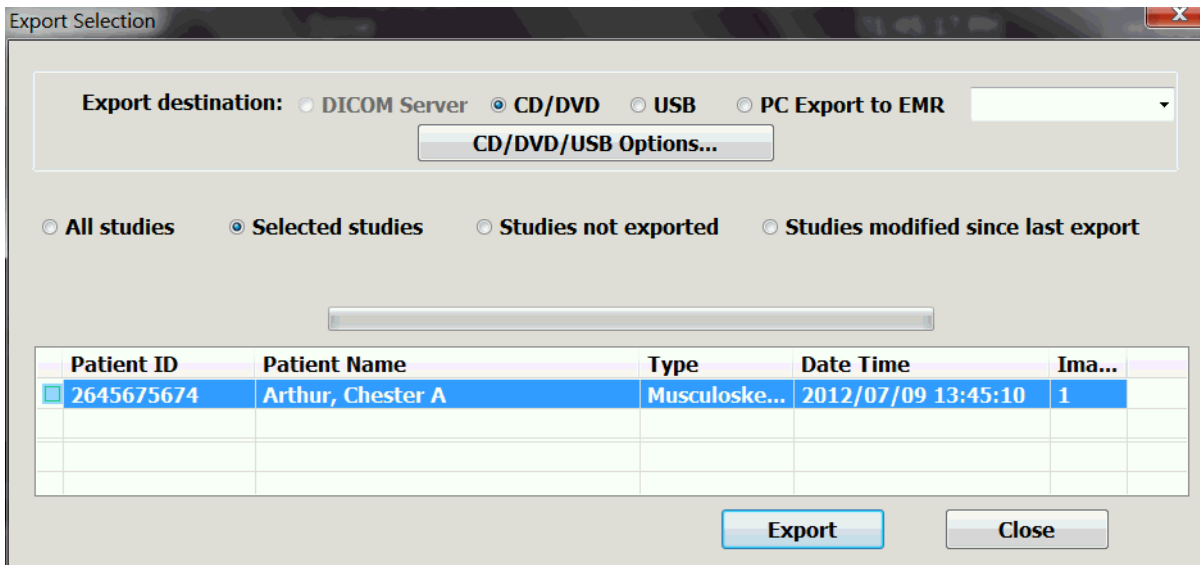 Export Selection
Export destination: DICOM Server CD/DVD USB PC Export to EMR
CD/DVD/USB Options...
All studies Selected studies Studies not exported Studies modified since last export
Patient ID Patient Name Type Date Time Ima...
2645675674 Arthur, Chester A Musculoske... 2012/07/09 13:45:10 1
Export Close